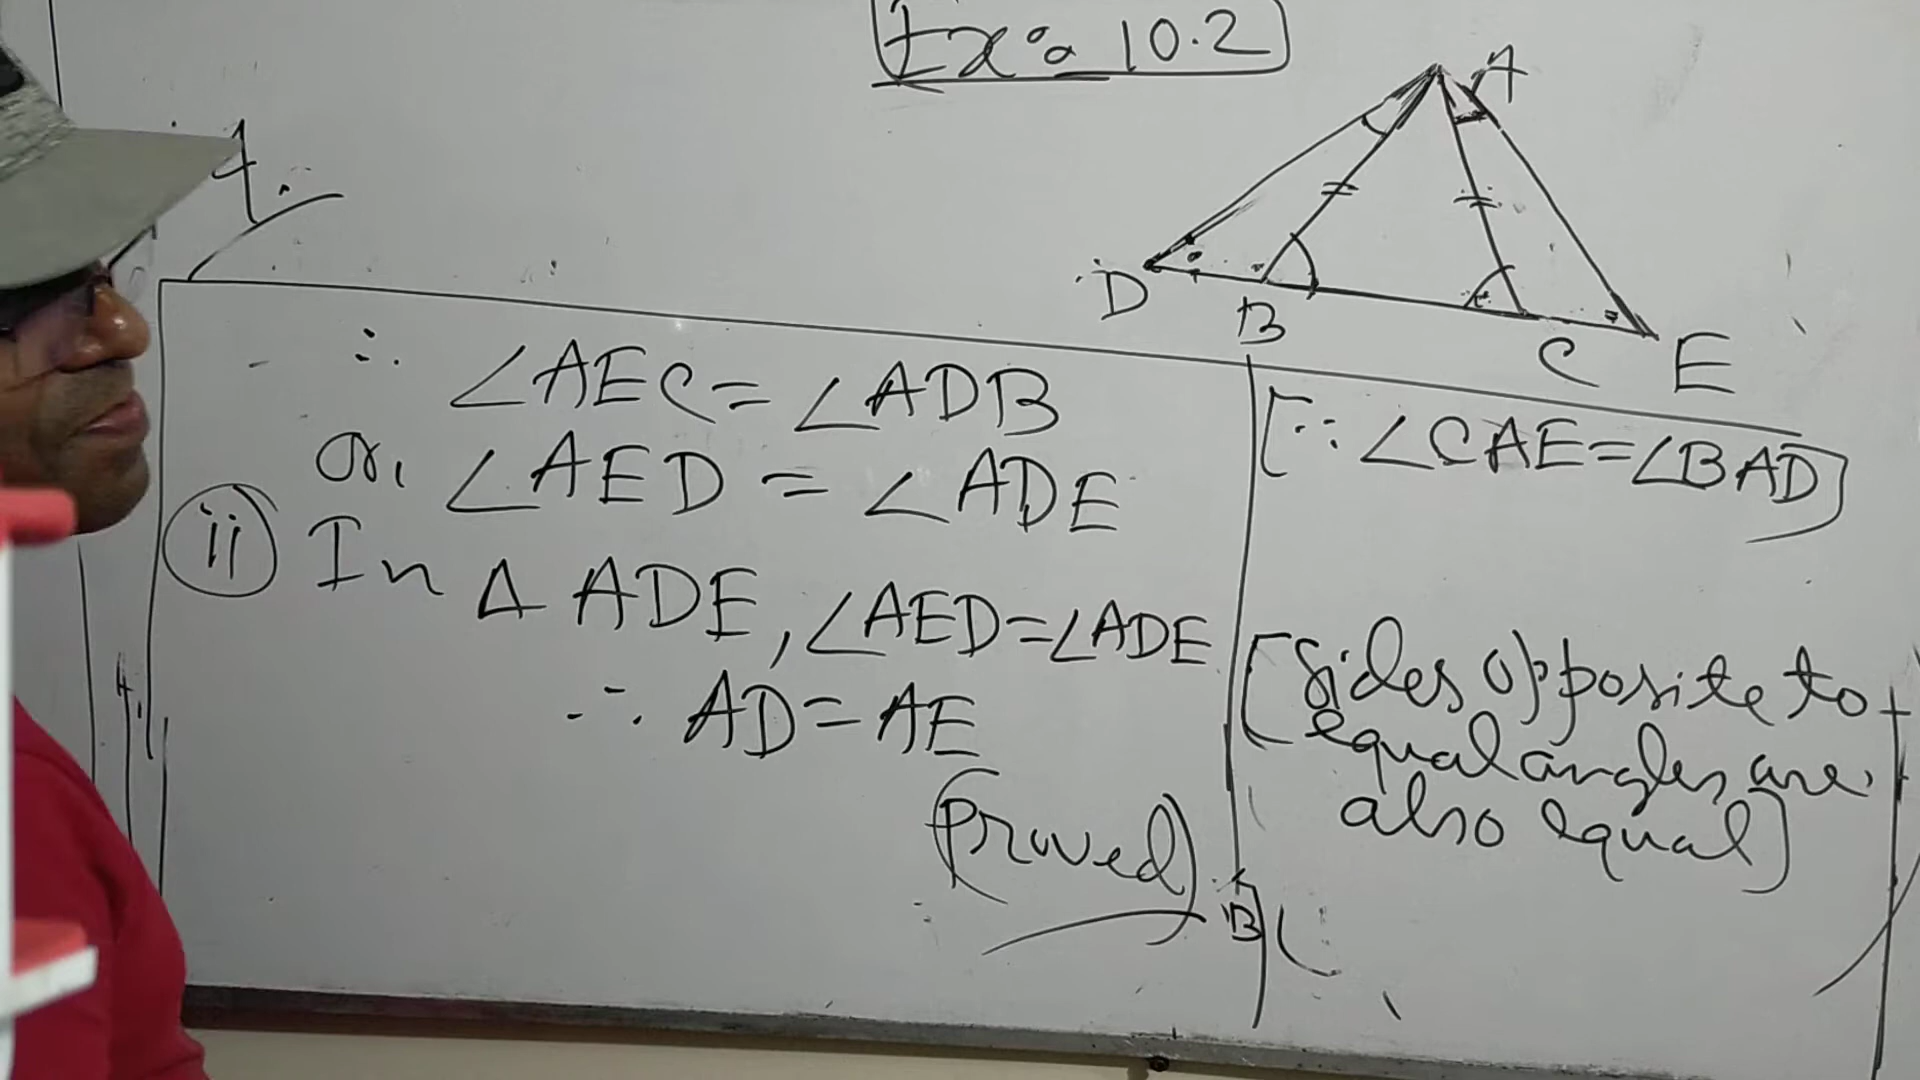 Ex: 10.2
A
D
B
C
E
∴ ∠AEC = ∠ADB
[∵ ∠CAE = ∠BAD]
or, ∠AED = ∠ADE
ii In Δ ADE, ∠AED = ∠ADE
∴ AD = AE
[Sides opposite to
equal angles are
also equal]
(Proved)
B